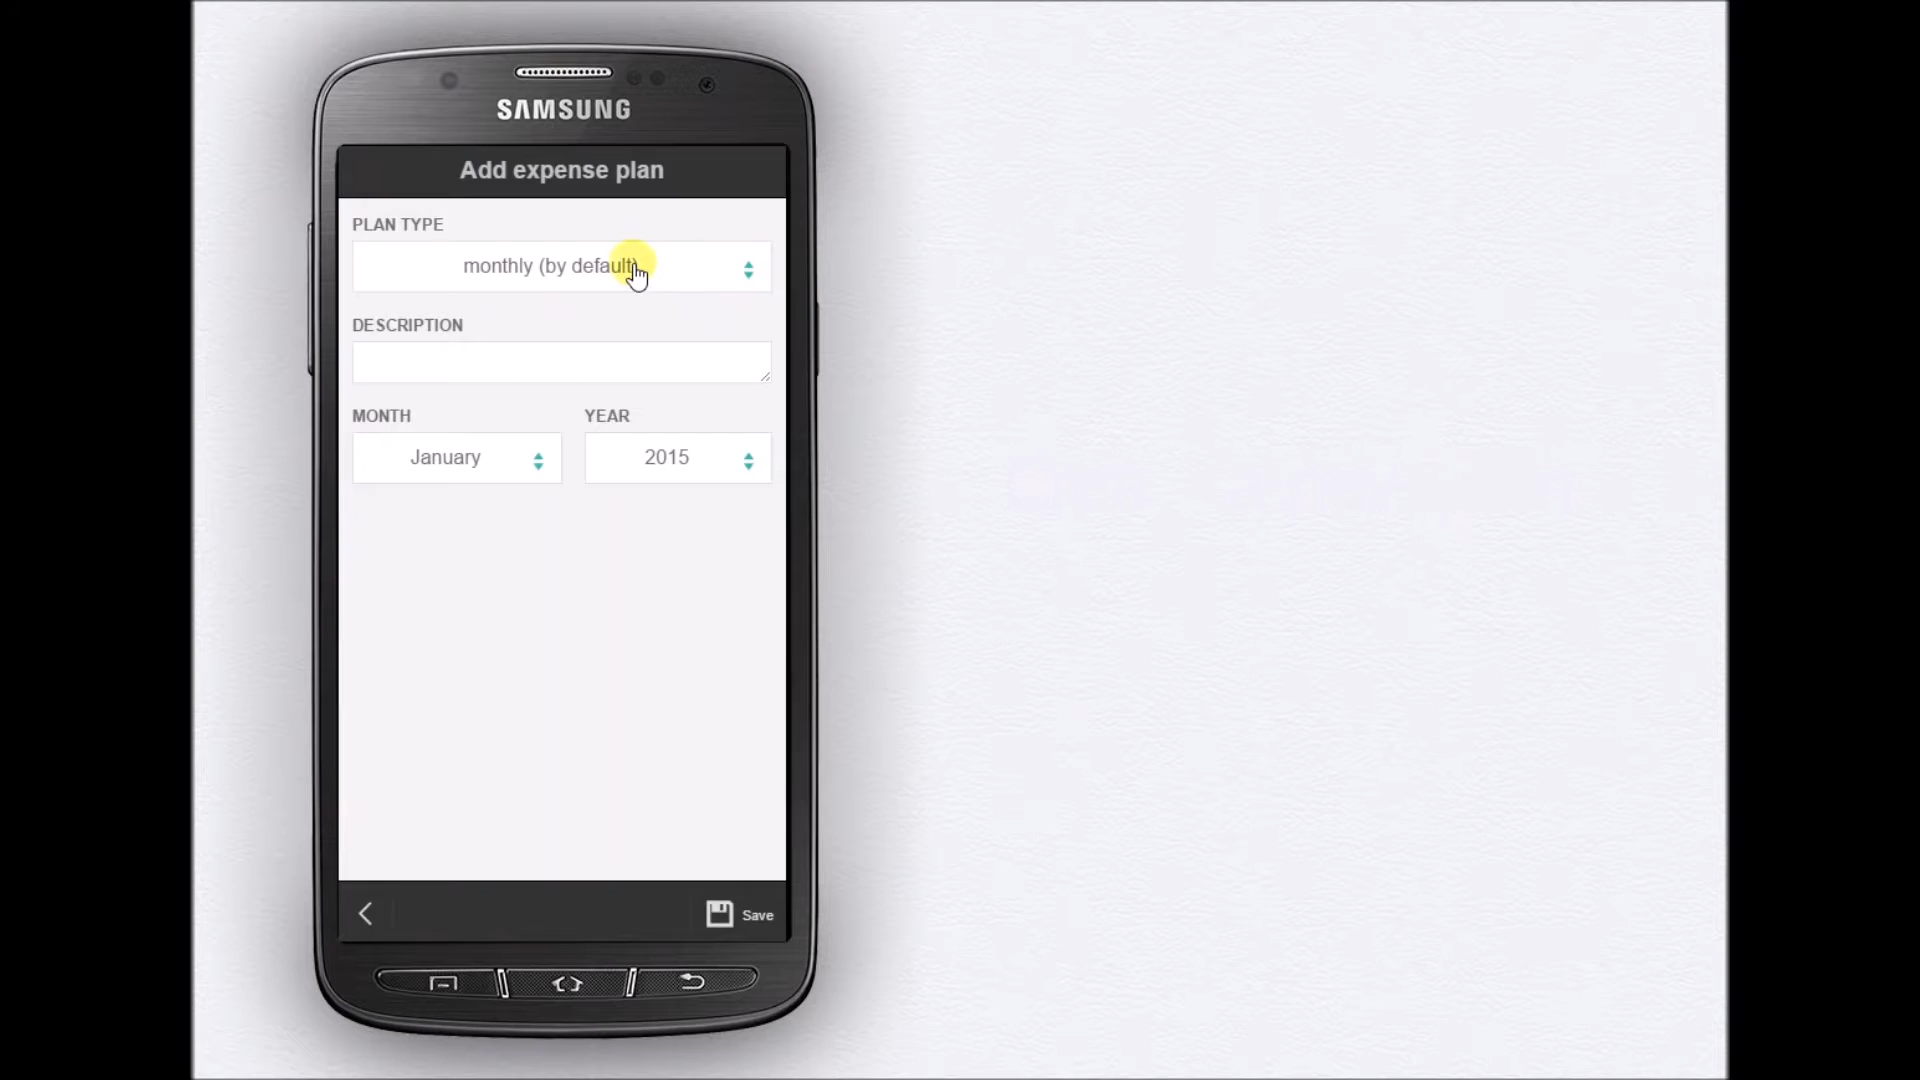 SAMSUNG
Add expense plan
PLAN TYPE
monthly (by default)
DESCRIPTION
MONTH YEAR
January 2015
Save